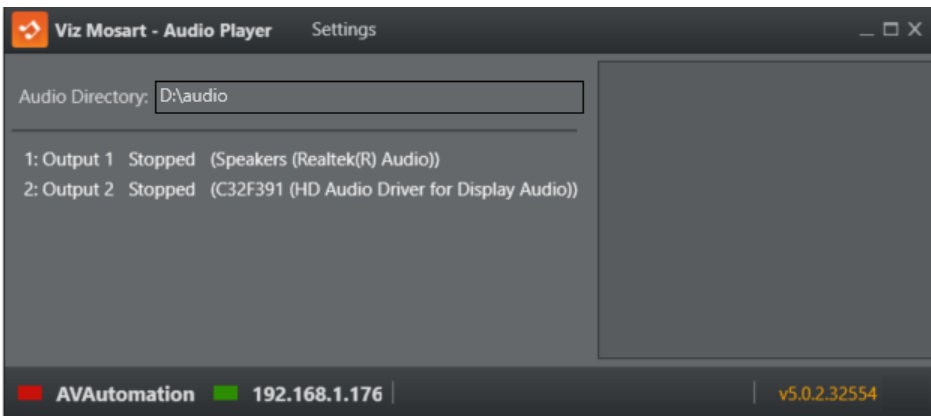 Viz Mosart - Audio Player Settings
Audio Directory: D:\audio
1: Output 1 Stopped (Speakers (Realtek(R) Audio))
2: Output 2 Stopped (C32F391 (HD Audio Driver for Display Audio))
AVAutomation 192.168.1.176 v5.0.2.32554